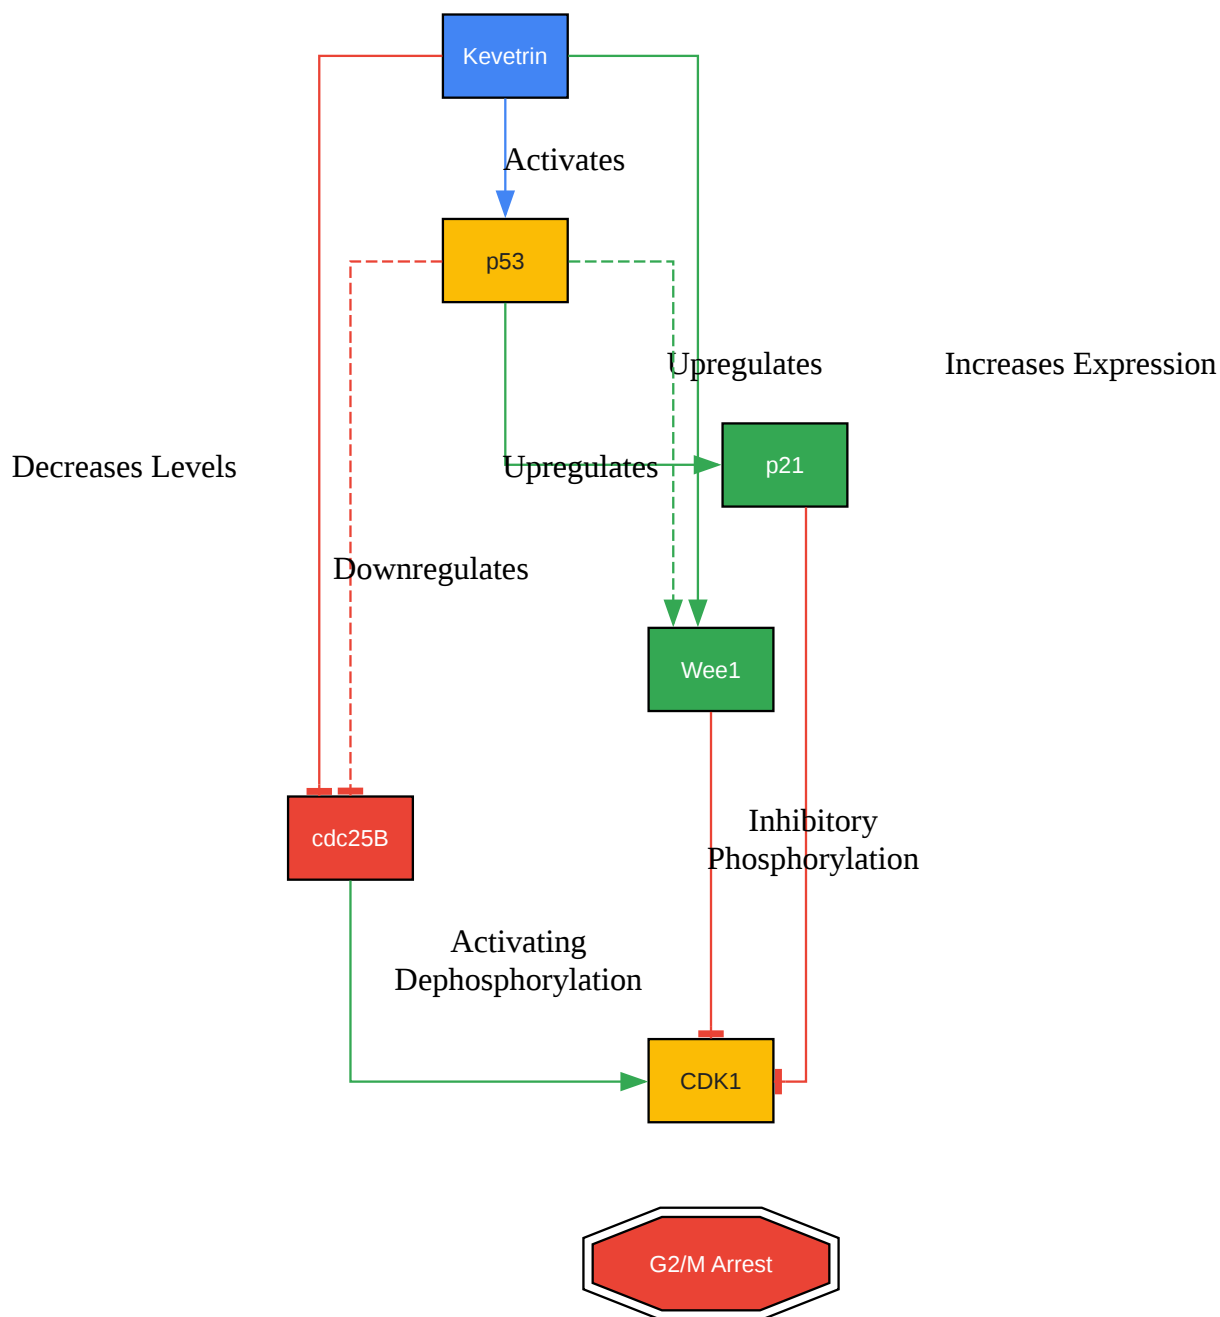 Kevetrin
Activates
p53
Upregulates
Increases Expression
p21
Decreases Levels
Upregulates
Downregulates
Wee1
Inhibitory
Phosphorylation
cdc25B
Activating
Dephosphorylation
CDK1
G2/M Arrest